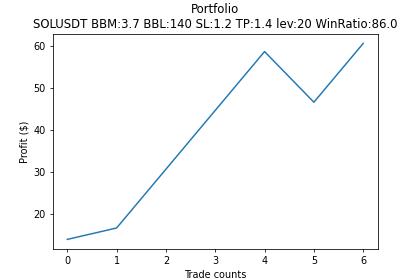 Portfolio
SOLUSDT BBM:3.7 BBL:140 SL:1.2 TP:1.4 lev:20 WinRatio:86.0
60
50
40
30
20
Profit ($)
0 1 2 3 4 5 6
Trade counts